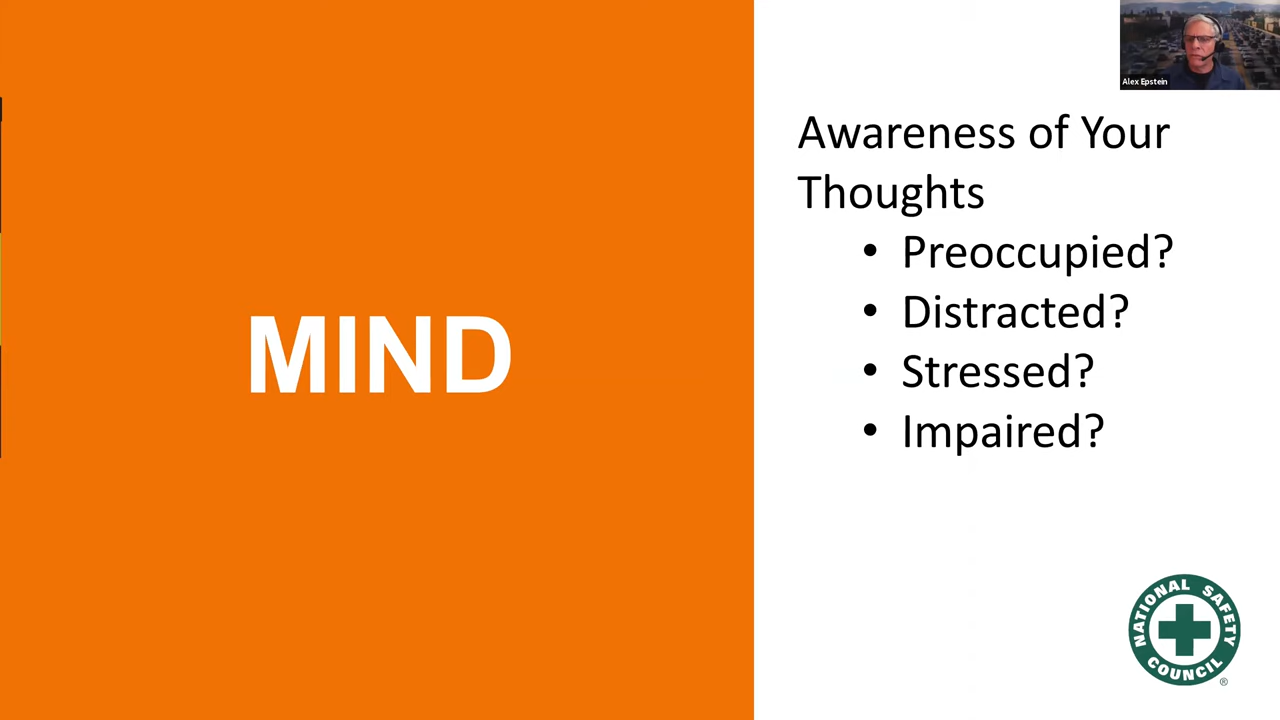 Alex Epstein
MIND
Awareness of Your
Thoughts
• Preoccupied?
• Distracted?
• Stressed?
• Impaired?
NATIONAL SAFETY
COUNCIL
®